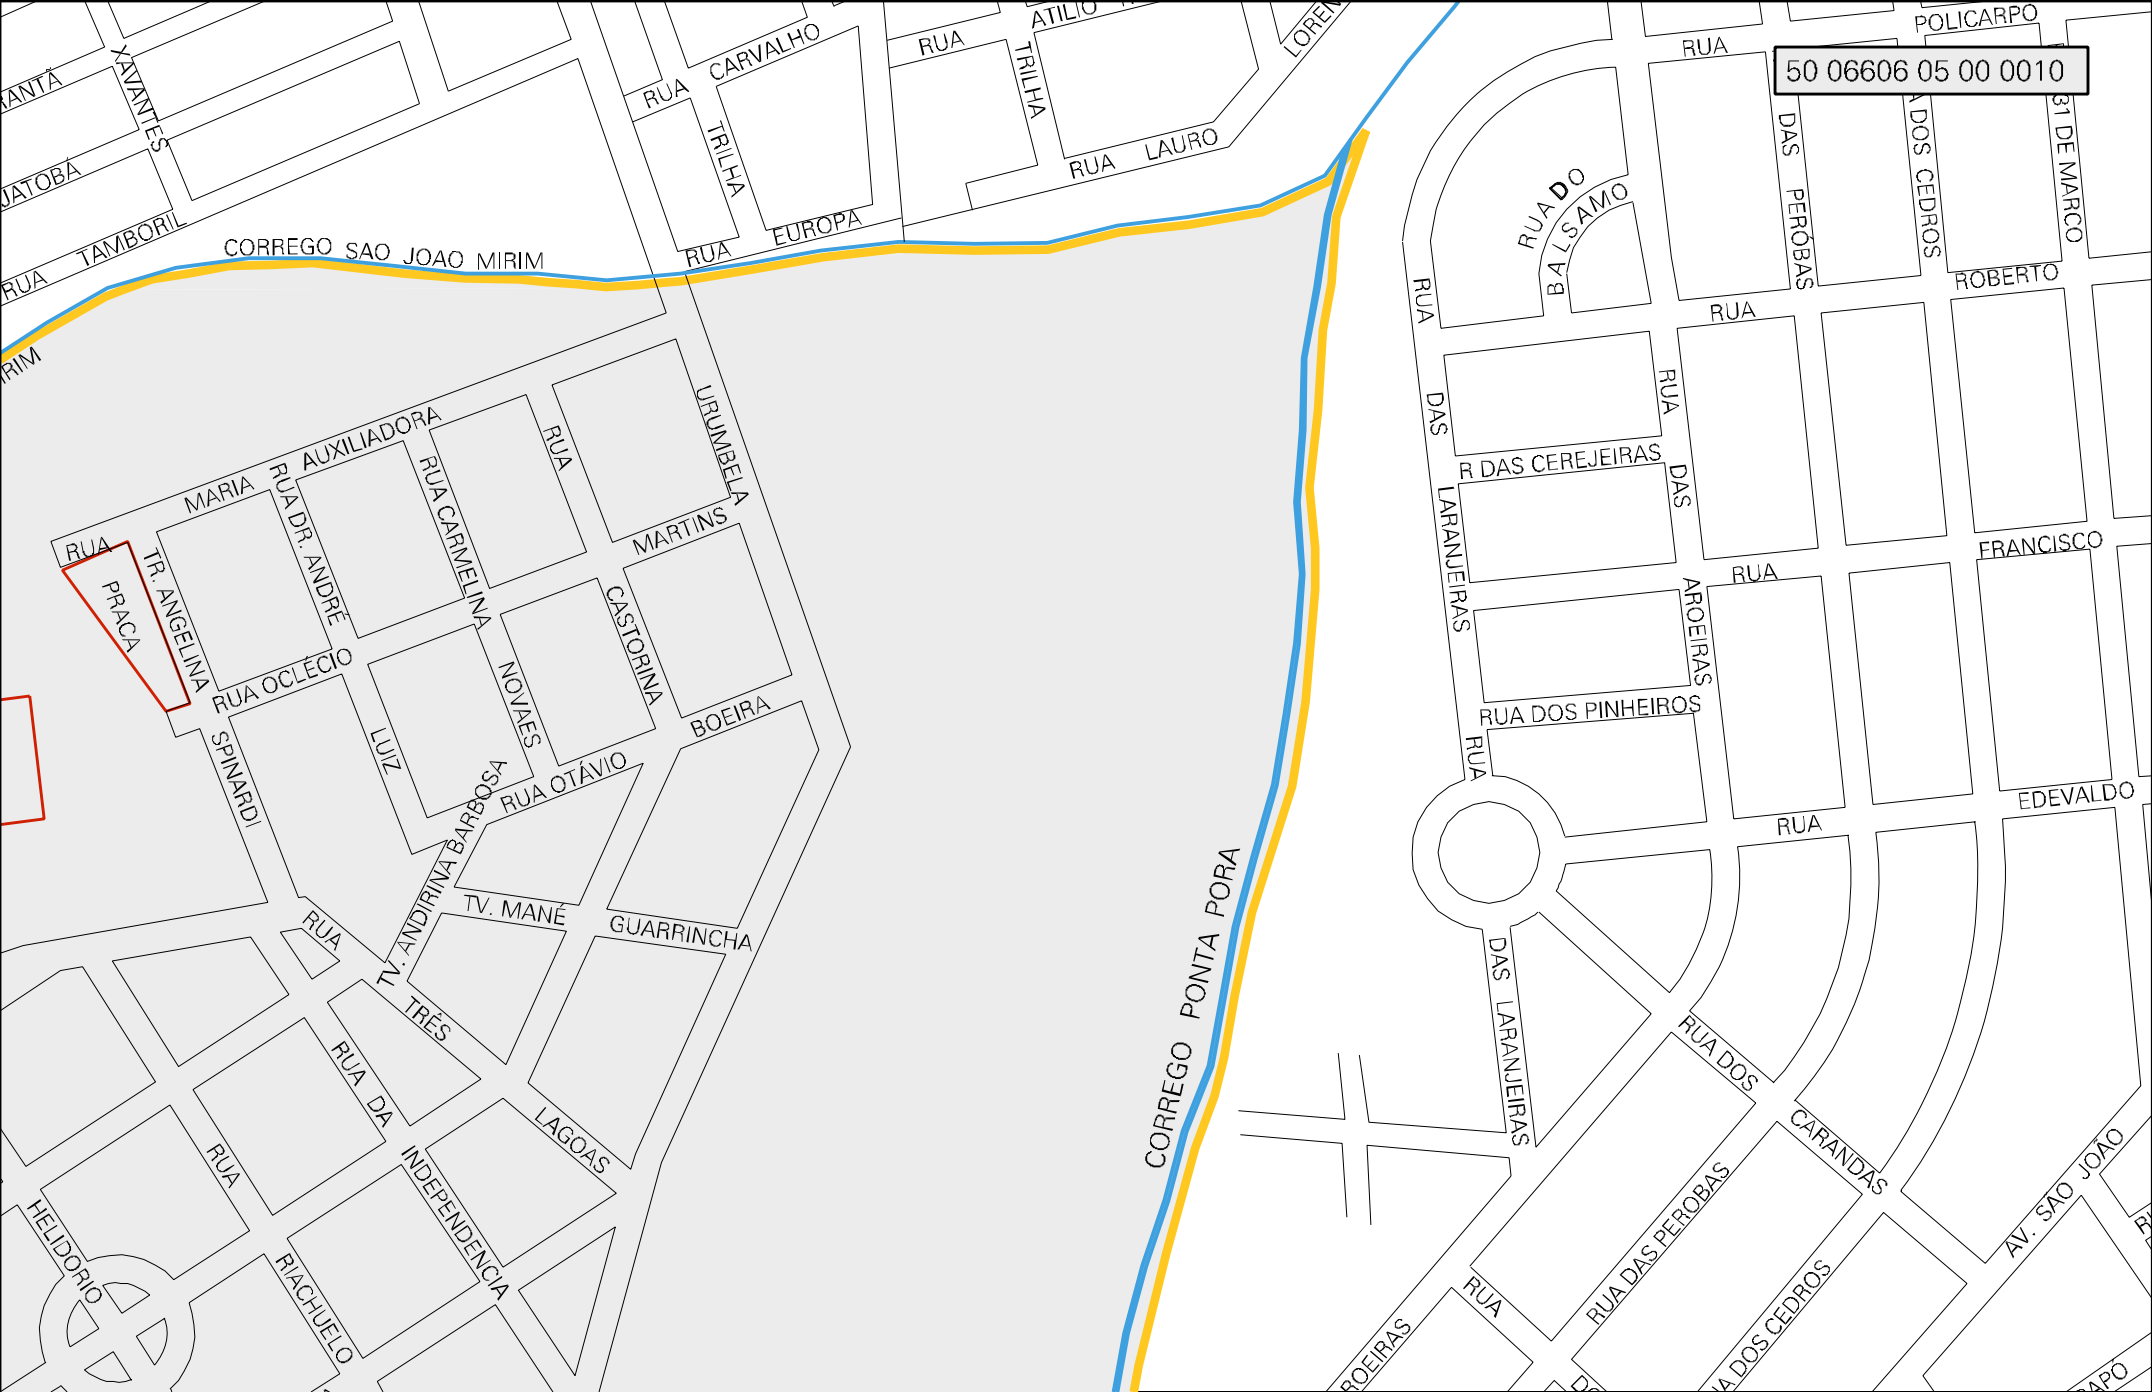 POLICARPO
RUA
50 06606 05 00 0010
ATILIO
RUA
CARVALHO
RUA
XAVANTES
TRILHA
TRILHA
RUA LAURO
JATOBÁ
RUA TAMBORIL
CORREGO SAO JOAO MIRIM
RUA EUROPA
DAS PERÓBAS
DOS CEDROS
31 DE MARCO
RUA DO
BALSAMO
ROBERTO
RUA
RUA
DAS
LARANJEIRAS
RUA
DAS
AROEIRAS
R DAS CEREJEIRAS
FRANCISCO
RUA
RUA DOS PINHEIROS
RUA
EDEVALDO
RUA
RUA MARIA AUXILIADORA
RUA
URUMBELA
MARTINS
RUA DR. ANDRÉ
RUA CARMELINA
TR. ANGELINA
PRACA
CASTORINA
RUA OCLÉCIO
NOVAES
BOEIRA
LUIZ
SPINARDI
RUA OTÁVIO
TV. ANDIRINA BARBOSA
TV. MANÉ GUARRINCHA
RUA
TRÊS
LAGOAS
CORREGO PONTA PORA
DAS LARANJEIRAS
RUA DA
INDEPENDENCIA
RUA
RIACHUELO
HELIDORIO
RUA DOS
CARANDAS
AV. SAO JOÃO
RUA DAS PEROBAS
DOS CEDROS
RUA